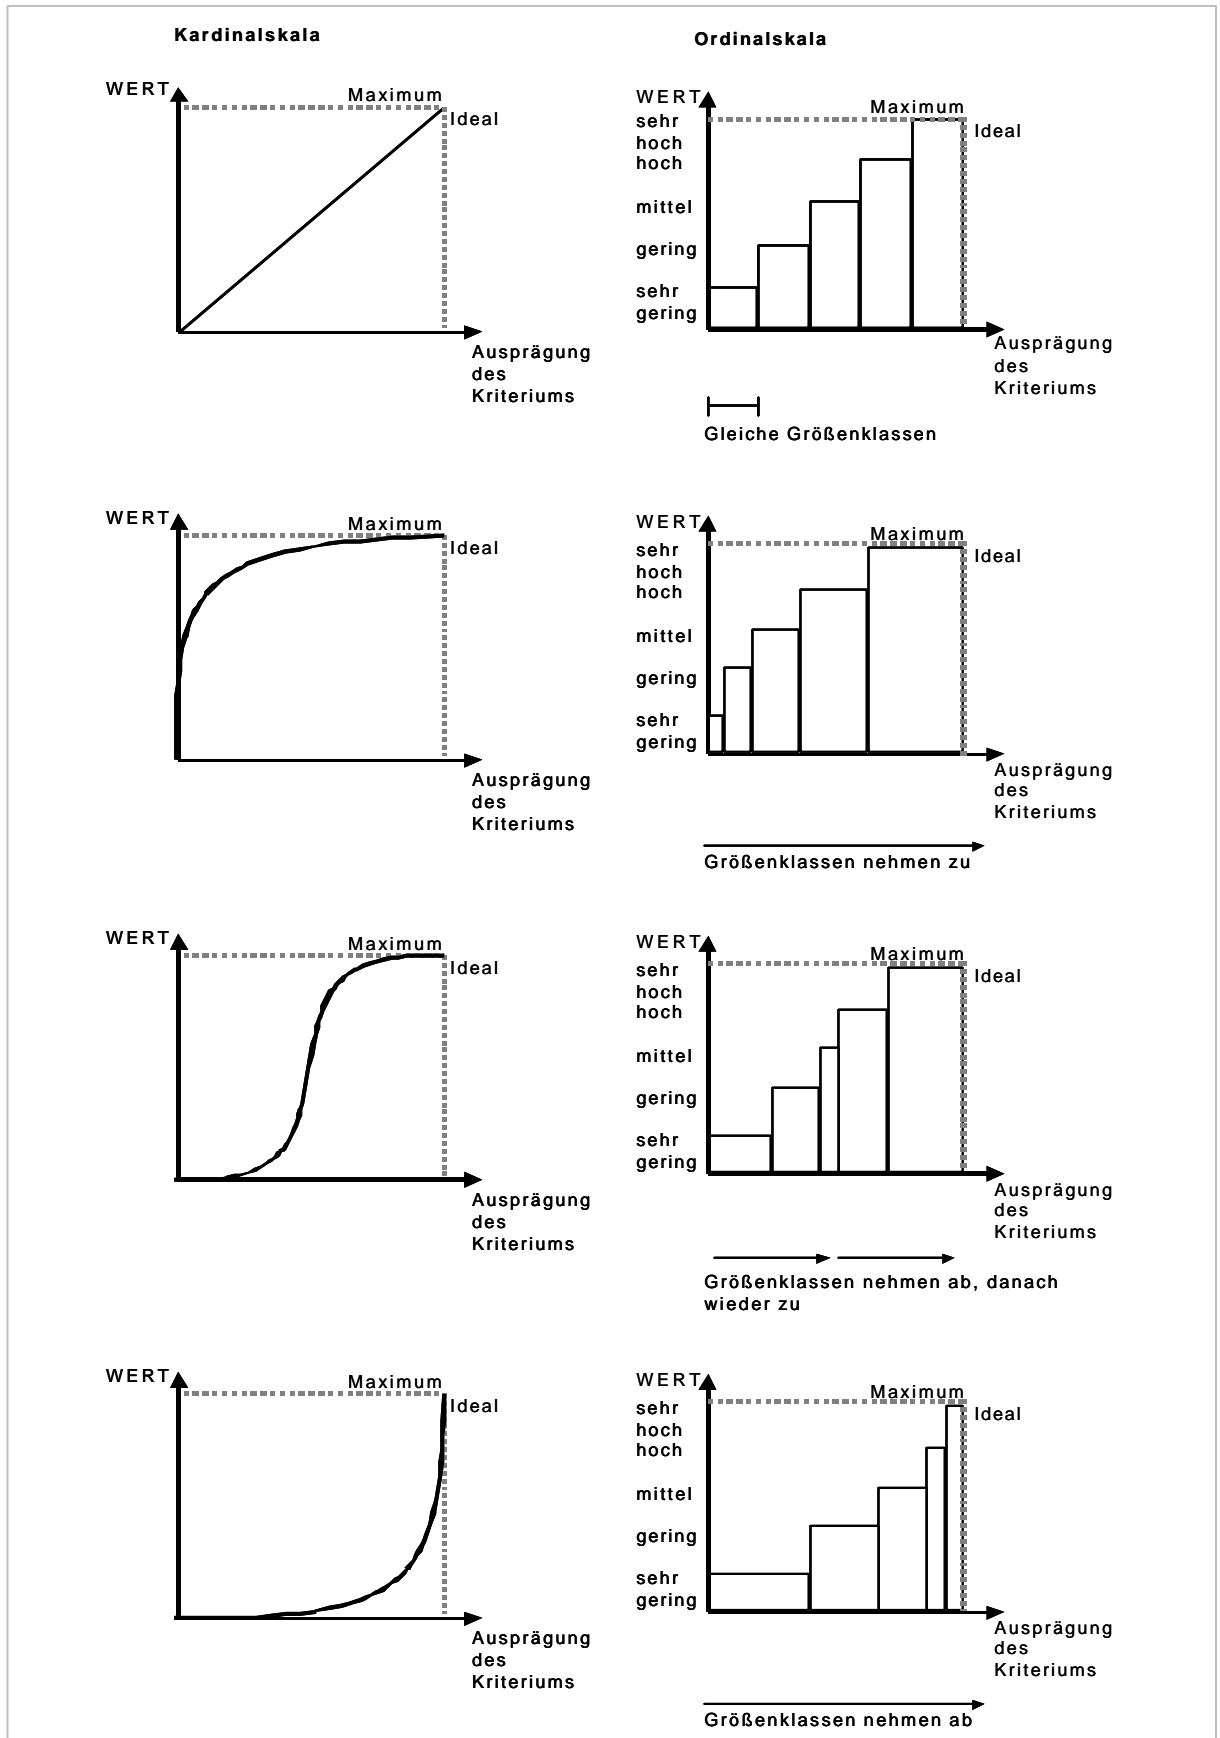 Kardinalskala
Ordinalskala
WERT
Maximum
Ideal
Ausprägung
des
Kriteriums
WERT
Maximum
Ideal
sehr
hoch
hoch
mittel
gering
sehr
gering
Ausprägung
des
Kriteriums
Gleiche Größenklassen
WERT
Maximum
Ideal
Ausprägung
des
Kriteriums
WERT
Maximum
Ideal
sehr
hoch
hoch
mittel
gering
sehr
gering
Ausprägung
des
Kriteriums
Größenklassen nehmen zu
WERT
Maximum
Ideal
Ausprägung
des
Kriteriums
WERT
Maximum
Ideal
sehr
hoch
hoch
mittel
gering
sehr
gering
Ausprägung
des
Kriteriums
Größenklassen nehmen ab, danach
wieder zu
WERT
Maximum
Ideal
Ausprägung
des
Kriteriums
WERT
Maximum
Ideal
sehr
hoch
hoch
mittel
gering
sehr
gering
Ausprägung
des
Kriteriums
Größenklassen nehmen ab